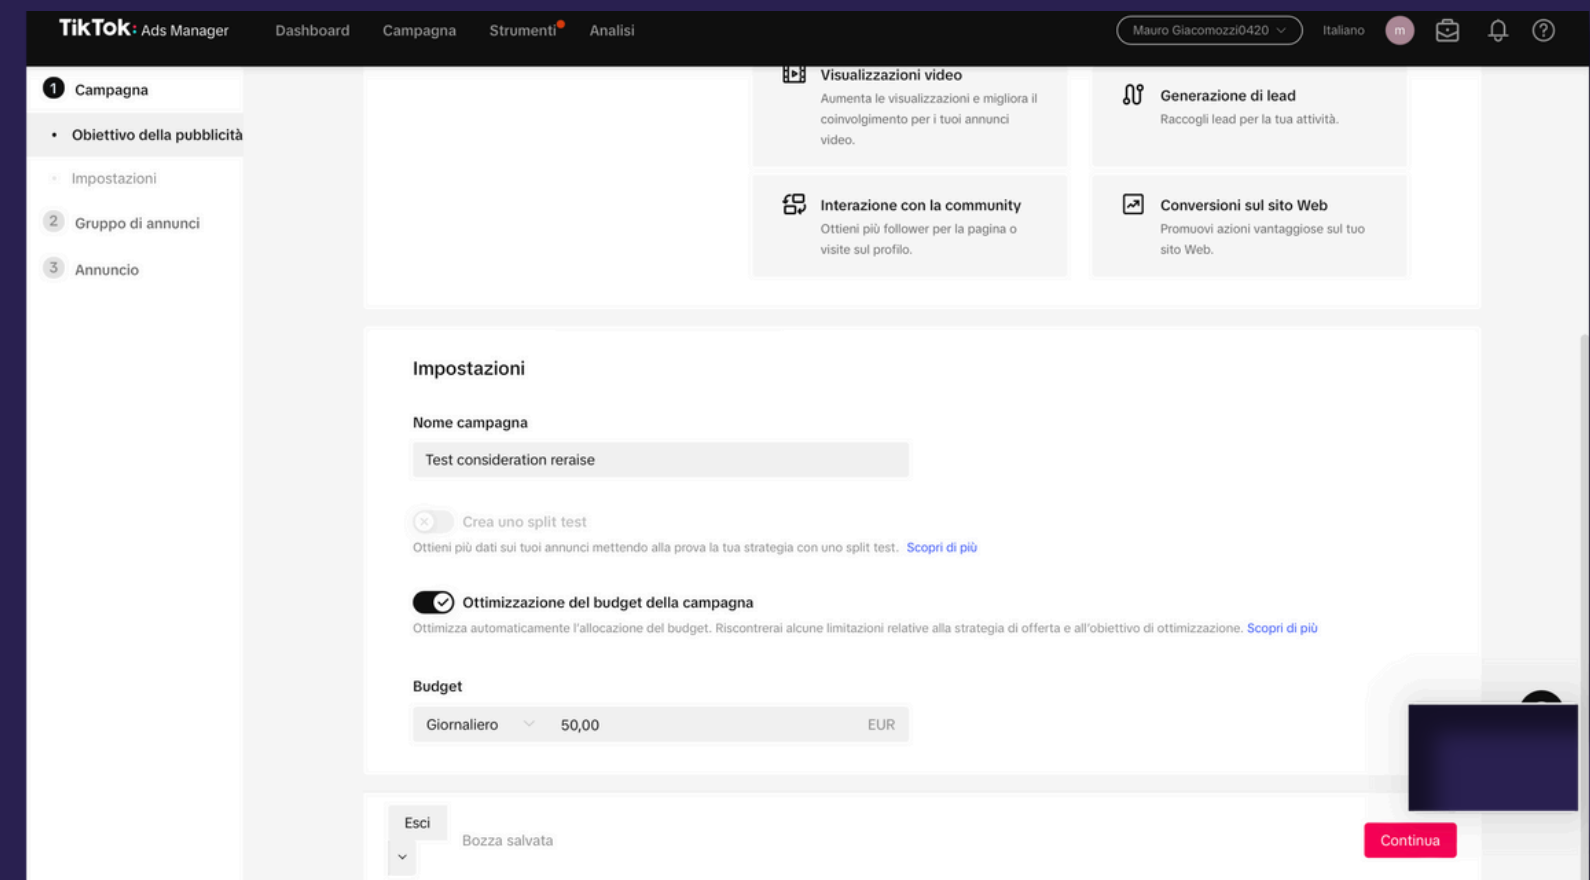 TikTok: Ads Manager
Dashboard
Campagna
Strumenti
Analisi
Mauro Giacomozzi0420
Italiano
m
?
1 Campagna
• Obiettivo della pubblicità
Impostazioni
2 Gruppo di annunci
3 Annuncio
Visualizzazioni video
Aumenta le visualizzazioni e migliora il
coinvolgimento per i tuoi annunci
video.
Generazione di lead
Raccogli lead per la tua attività.
Interazione con la community
Ottieni più follower per la pagina o
visite sul profilo.
Conversioni sul sito Web
Promuovi azioni vantaggiose sul tuo
sito Web.
Impostazioni
Nome campagna
Test consideration reraise
Crea uno split test
Ottieni più dati sui tuoi annunci mettendo alla prova la tua strategia con uno split test. Scopri di più
Ottimizzazione del budget della campagna
Ottimizza automaticamente l'allocazione del budget. Riscontrerai alcune limitazioni relative alla strategia di offerta e all'obiettivo di ottimizzazione. Scopri di più
Budget
Giornaliero 50,00 EUR
Esci
Bozza salvata
Continua